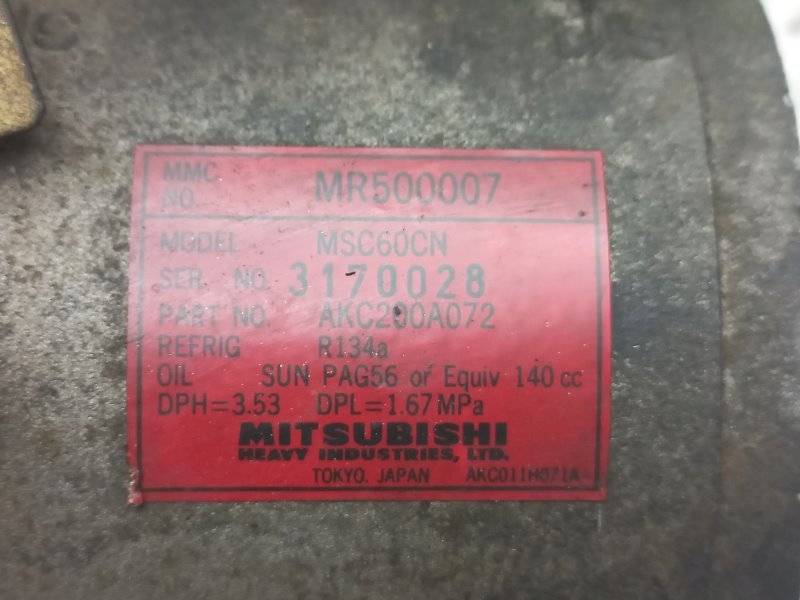 MMC
NO. MR500007
MODEL MSC60CN
SER. NO. 3170028
PART NO. AKC200A072
REFRIG R134a
OIL SUN PAG56 or Equiv 140 cc
DPH=3.53 DPL=1.67 MPa
MITSUBISHI
HEAVY INDUSTRIES, LTD.
TOKYO. JAPAN AKC011H071A